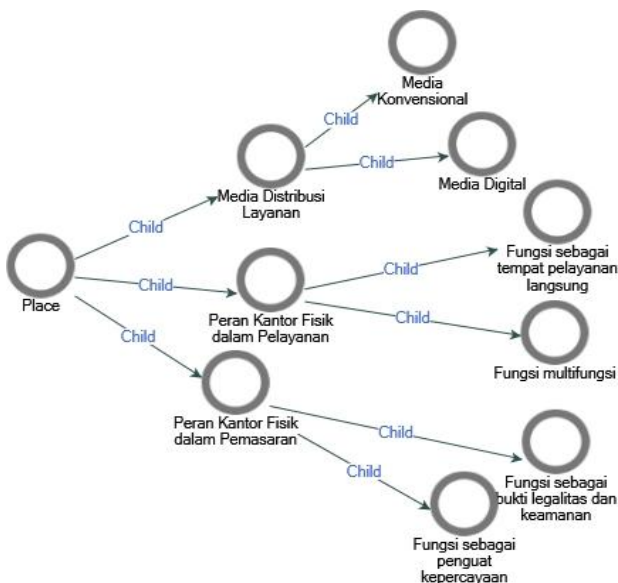 Media
Konvensional
Child
Child
Media Distribusi
Layanan
Media Digital
Child
Fungsi sebagai
tempat pelayanan
langsung
Child
Place
Child
Peran Kantor Fisik
dalam Pelayanan
Child
Fungsi multifungsi
Child
Peran Kantor Fisik
dalam Pemasaran
Child
Child
Fungsi sebagai
bukti legalitas dan
keamanan
Fungsi sebagai
penguat
kepercayaan